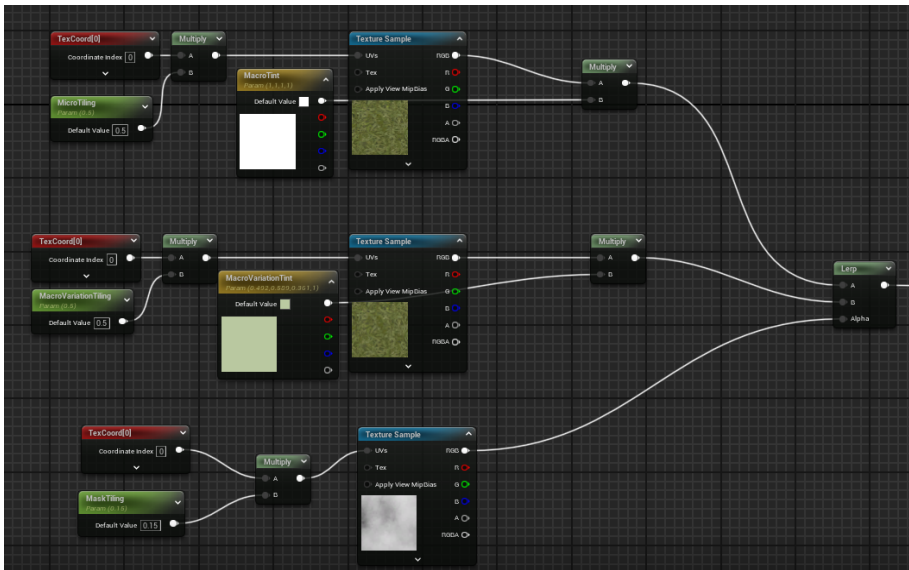 TexCoord[0]
Coordinate Index 0
Multiply
A
B
MicroTiling
Param (0.5)
Default Value 0.5
MacroTint
Param (1,1,1,1)
Default Value
Texture Sample
UVs RGB
Tex R
Apply View MipBias G
B
A
RGBA
Multiply
A
B
TexCoord[0]
Coordinate Index 0
Multiply
A
B
MacroVariationTiling
Param (0.5)
Default Value 0.5
MacroVariationTint
Default Value
Texture Sample
UVs RGB
Tex R
Apply View MipBias G
B
A
RGBA
Multiply
A
B
Lerp
A
B
Alpha
TexCoord[0]
Coordinate Index 0
Multiply
A
B
MaskTiling
Param (0.15)
Default Value 0.15
Texture Sample
UVs RGB
Tex R
Apply View MipBias G
B
A
RGBA